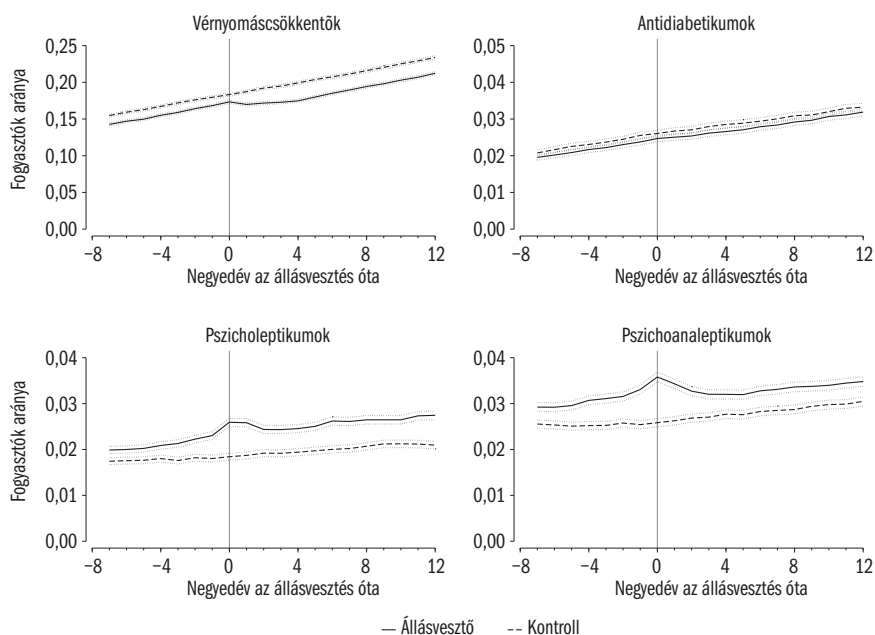 Vérnyomáscsökkentõk
Fogyasztók aránya
0,25
0,20
0,15
0,10
0,15
0,00
−8 −4 0 4 8 12
Negyedév az állásvesztés óta
Antidiabetikumok
0,05
0,04
0,03
0,02
0,01
0,00
−8 −4 0 4 8 12
Negyedév az állásvesztés óta
Pszicholeptikumok
Fogyasztók aránya
0,04
0,03
0,02
0,01
0,00
−8 −4 0 4 8 12
Negyedév az állásvesztés óta
Pszichoanaleptikumok
0,04
0,03
0,02
0,01
0,00
−8 −4 0 4 8 12
Negyedév az állásvesztés óta
Állásvesztő Kontroll